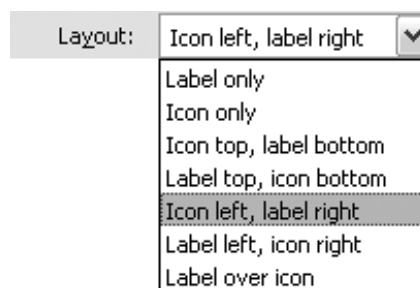 Layout: Icon left, label right
Label only
Icon only
Icon top, label bottom
Label top, icon bottom
Icon left, label right
Label left, icon right
Label over icon